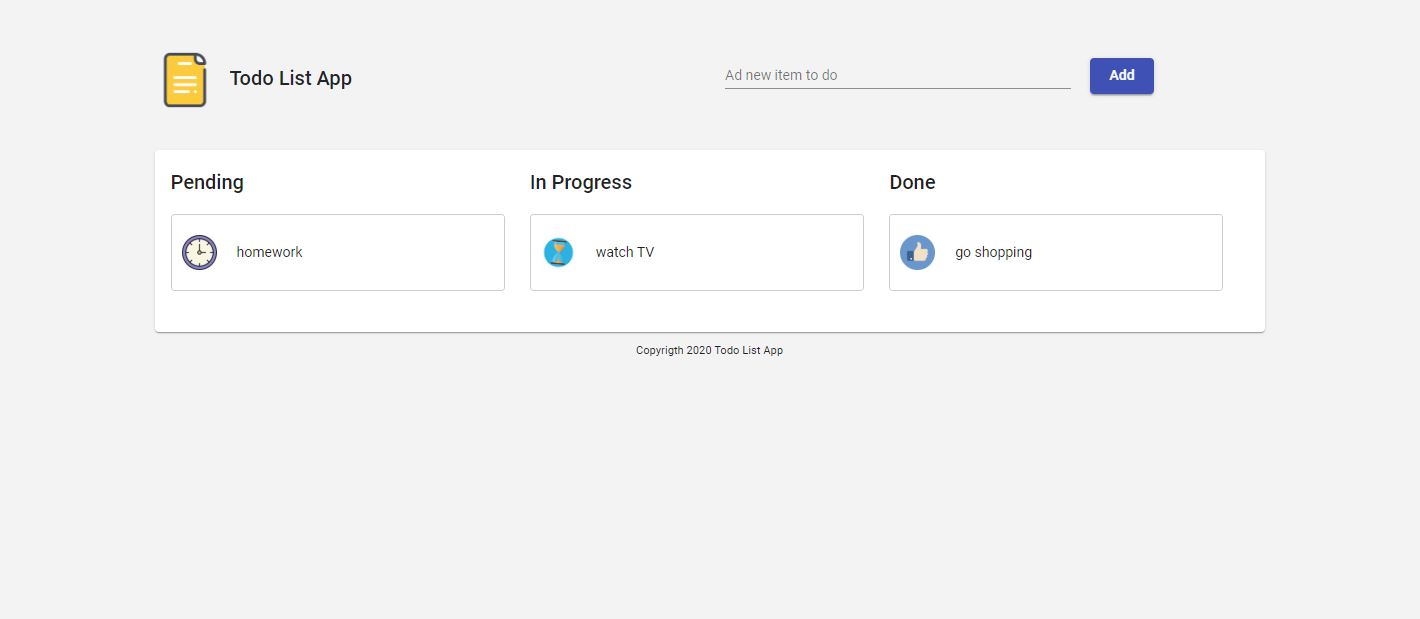 Todo List App
Ad new item to do
Add
Pending
In Progress
Done
homework
watch TV
go shopping
Copyrigth 2020 Todo List App